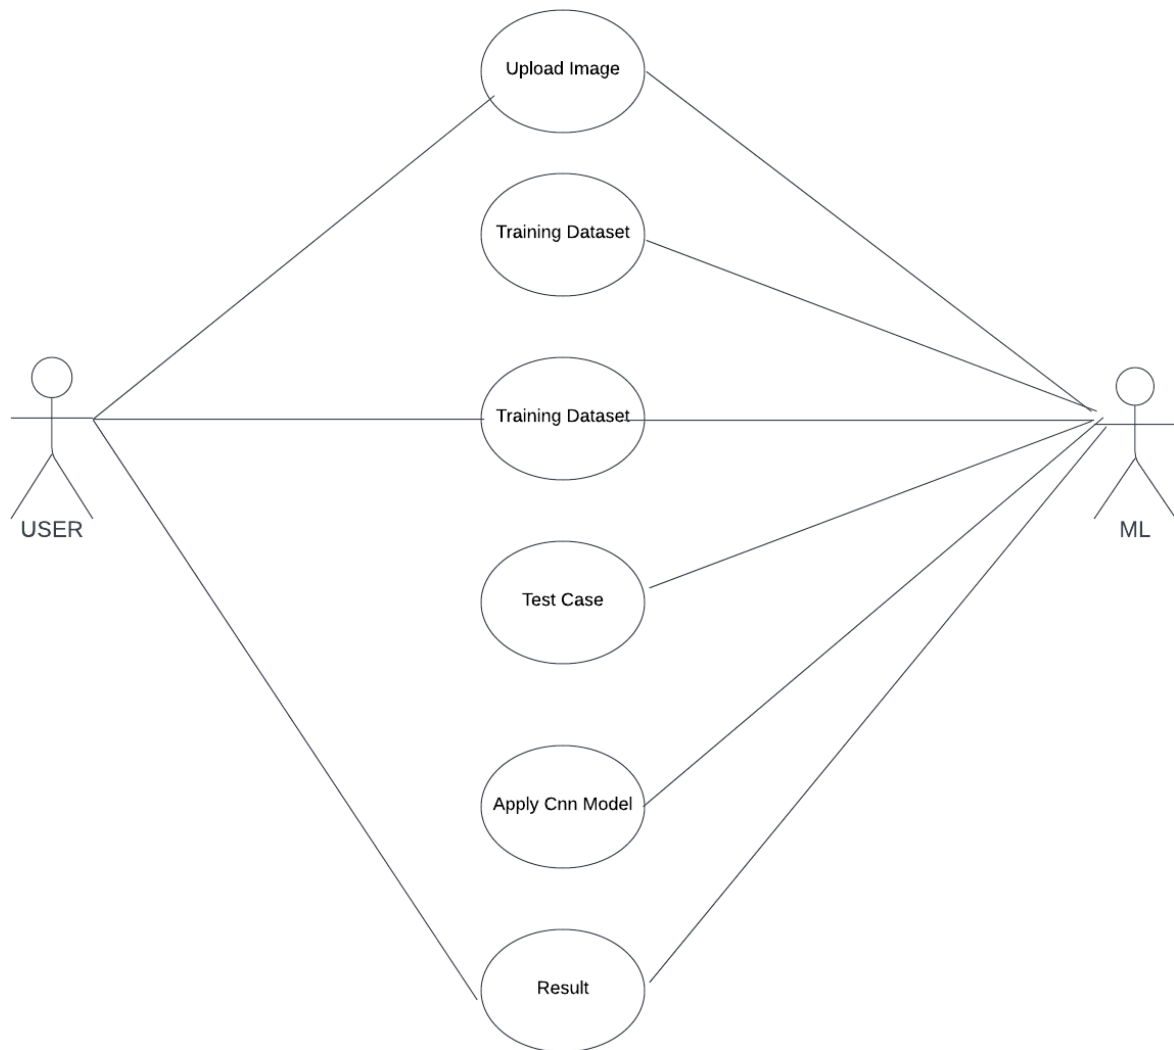 Upload Image
Training Dataset
Training Dataset
USER
ML
Test Case
Apply Cnn Model
Result